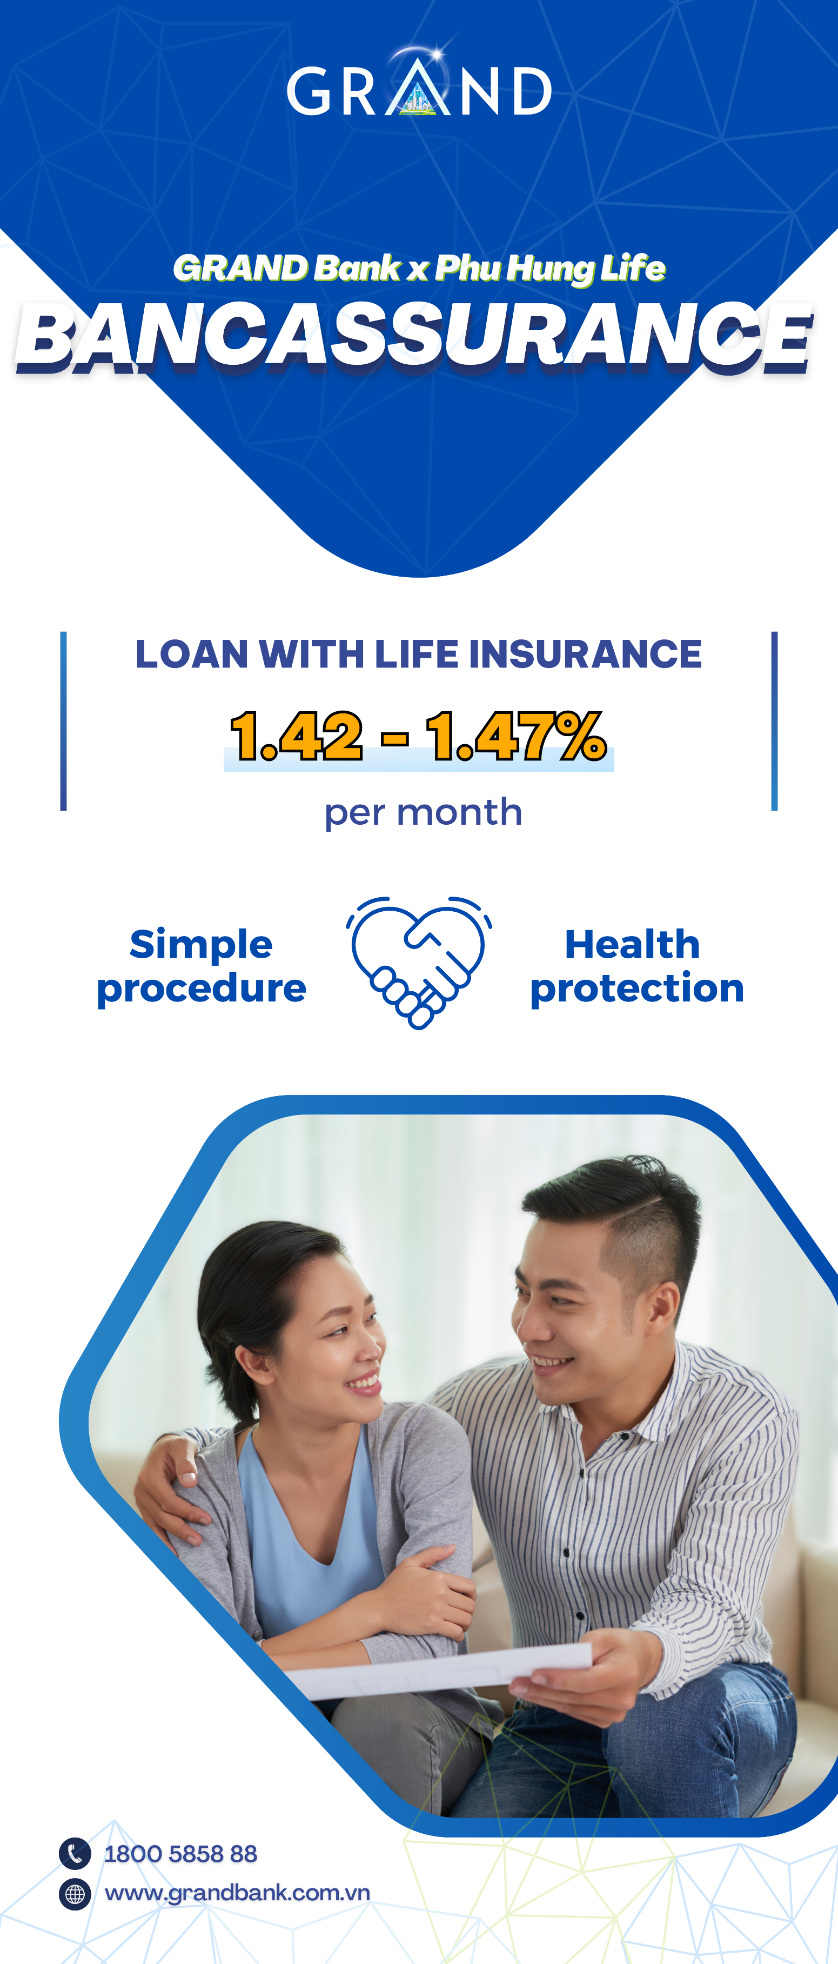 GRAND
GRAND Bank x Phu Hung Life
BANCASSURANCE
LOAN WITH LIFE INSURANCE
1.42 - 1.47%
per month
Simple
procedure
Health
protection
1800 5858 88
www.grandbank.com.vn